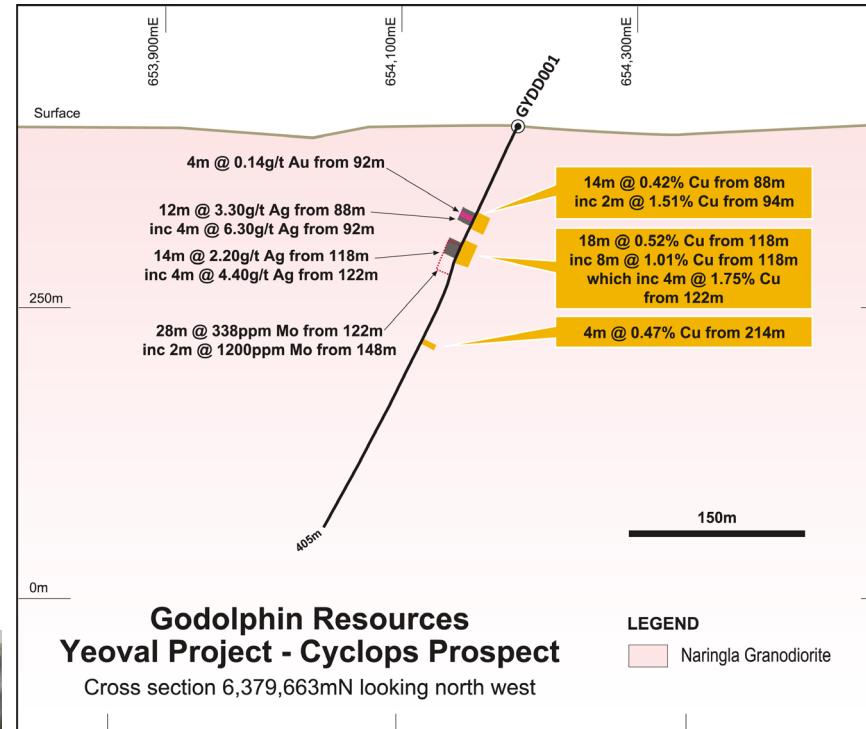 653,900mE
654,100mE
654,300mE
Surface
GYDD001
4m @ 0.14g/t Au from 92m
12m @ 3.30g/t Ag from 88m
inc 4m @ 6.30g/t Ag from 92m
14m @ 2.20g/t Ag from 118m
inc 4m @ 4.40g/t Ag from 122m
28m @ 338ppm Mo from 122m
inc 2m @ 1200ppm Mo from 148m
14m @ 0.42% Cu from 88m
inc 2m @ 1.51% Cu from 94m
18m @ 0.52% Cu from 118m
inc 8m @ 1.01% Cu from 118m
which inc 4m @ 1.75% Cu
from 122m
4m @ 0.47% Cu from 214m
250m
405m
150m
0m
Godolphin Resources
Yeoval Project - Cyclops Prospect
Cross section 6,379,663mN looking north west
LEGEND
Naringla Granodiorite